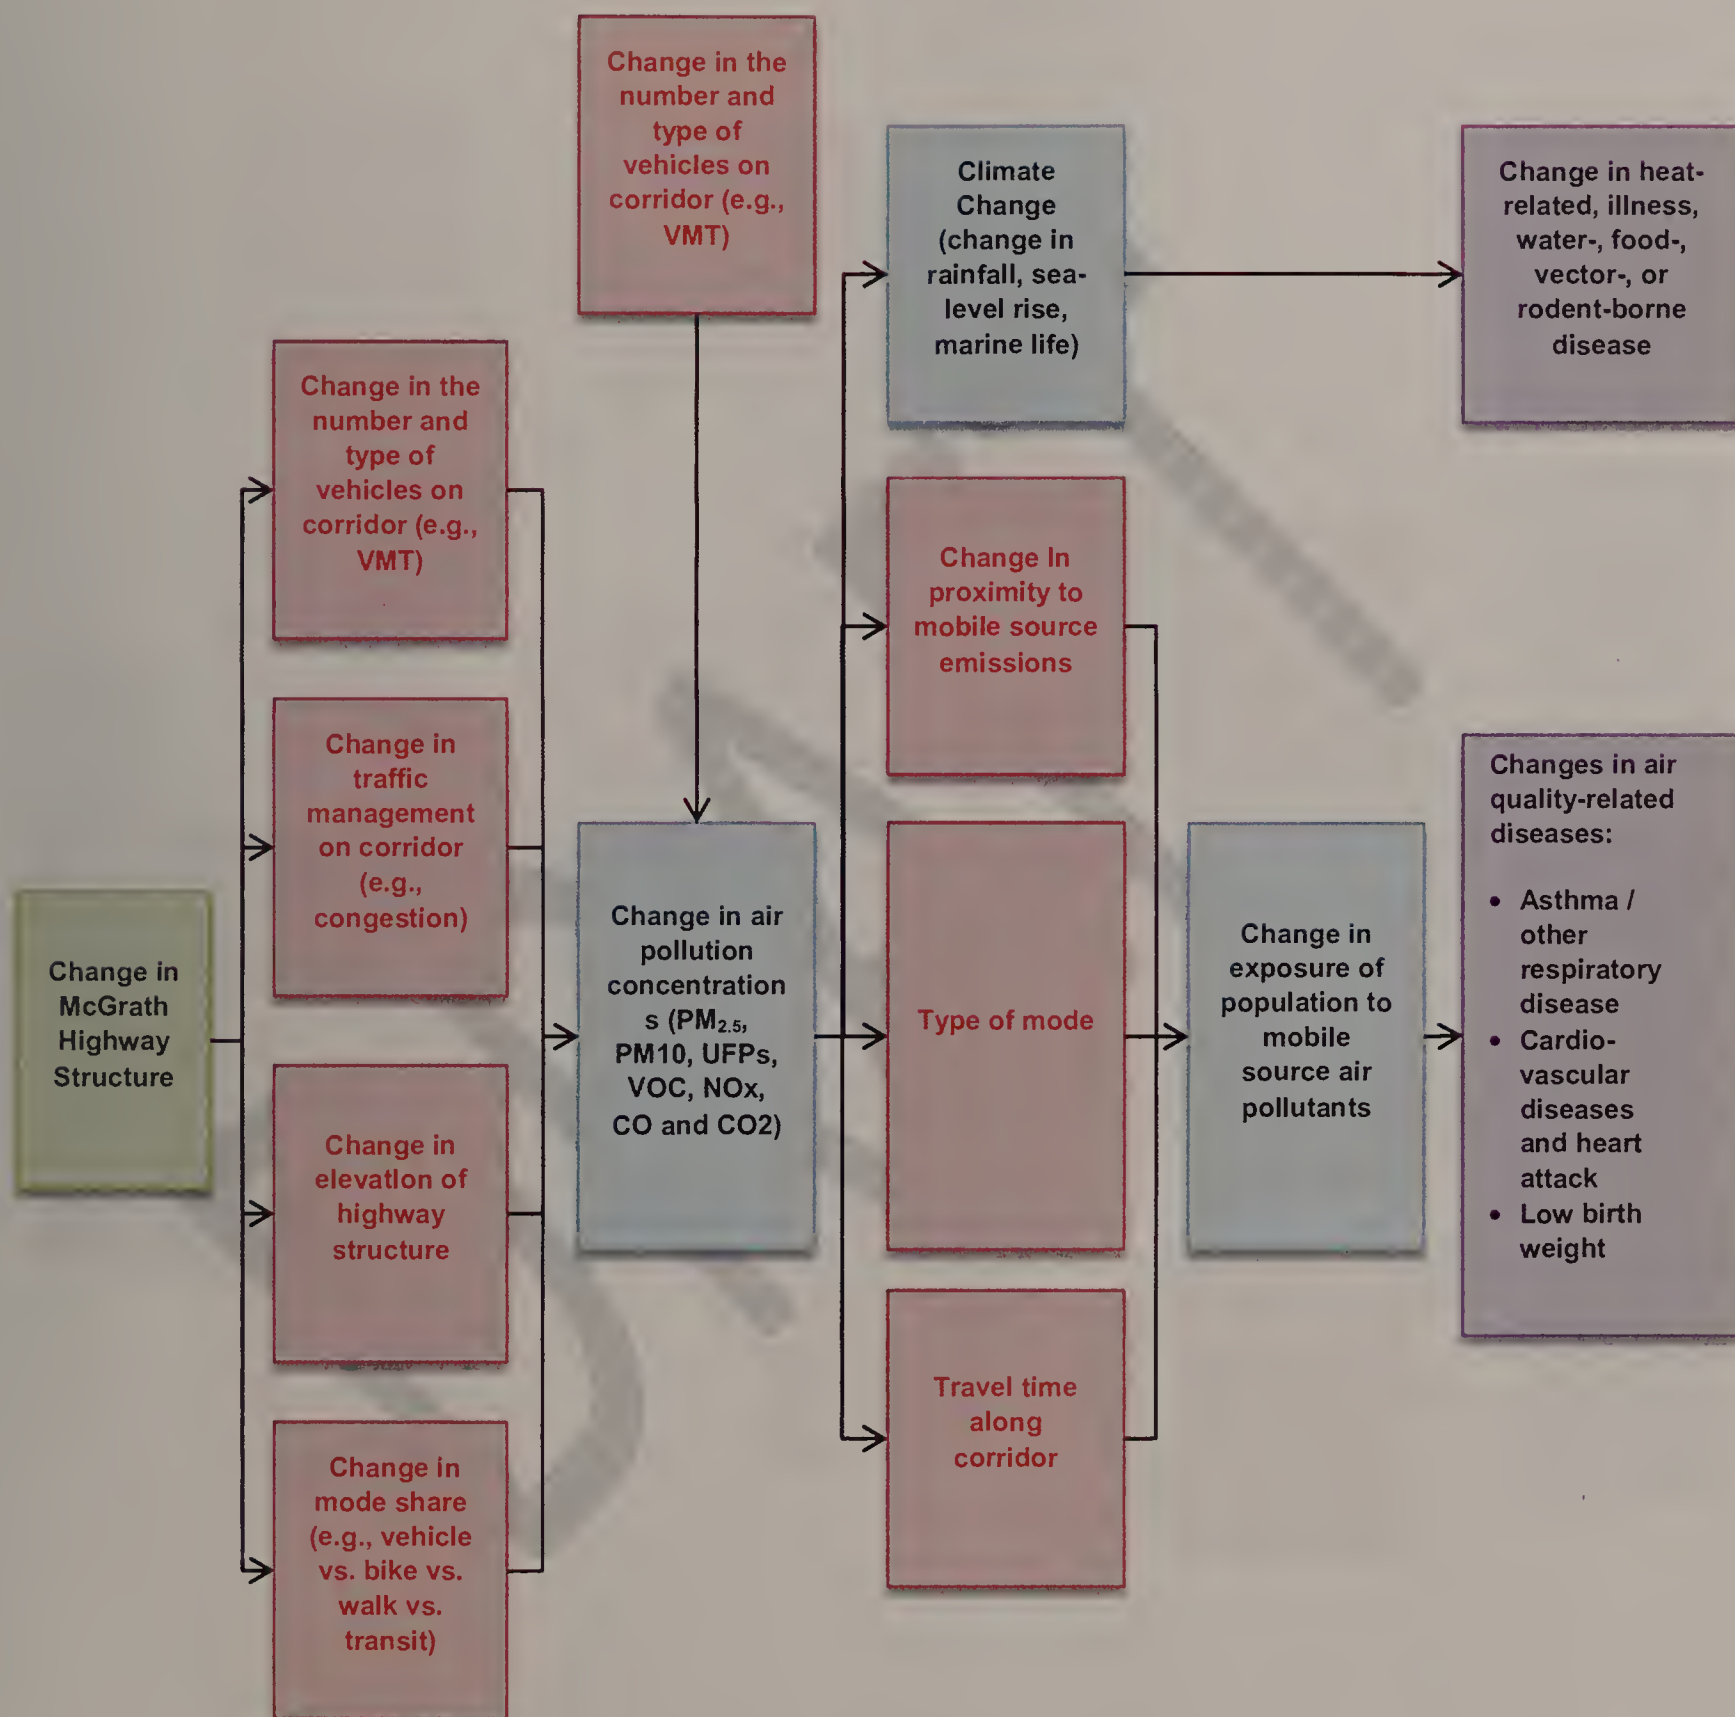 Change in the
number and
type of
vehicles on
corridor (e.g.,
VMT)
Climate
Change
(change in
rainfall, sea-
level rise,
marine life)
Change in heat-
related, illness,
water-, food-,
vector-, or
rodent-borne
disease
Change in the
number and
type of
vehicles on
corridor (e.g.,
VMT)
Change In
proximity to
mobile source
emissions
Change in
traffic
management
on corridor
(e.g.,
congestion)
Change in
McGrath
Highway
Structure
Change in air
pollution
concentration
s (PM2.5,
PM10, UFPs,
VOC, NOx,
CO and CO2)
Type of mode
Change in
exposure of
population to
mobile
source air
pollutants
Changes in air
quality-related
diseases:
• Asthma /
other
respiratory
disease
• Cardio-
vascular
diseases
and heart
attack
• Low birth
weight
Change in
elevation of
highway
structure
Travel time
along
corridor
Change in
mode share
(e.g., vehicle
vs. bike vs.
walk vs.
transit)